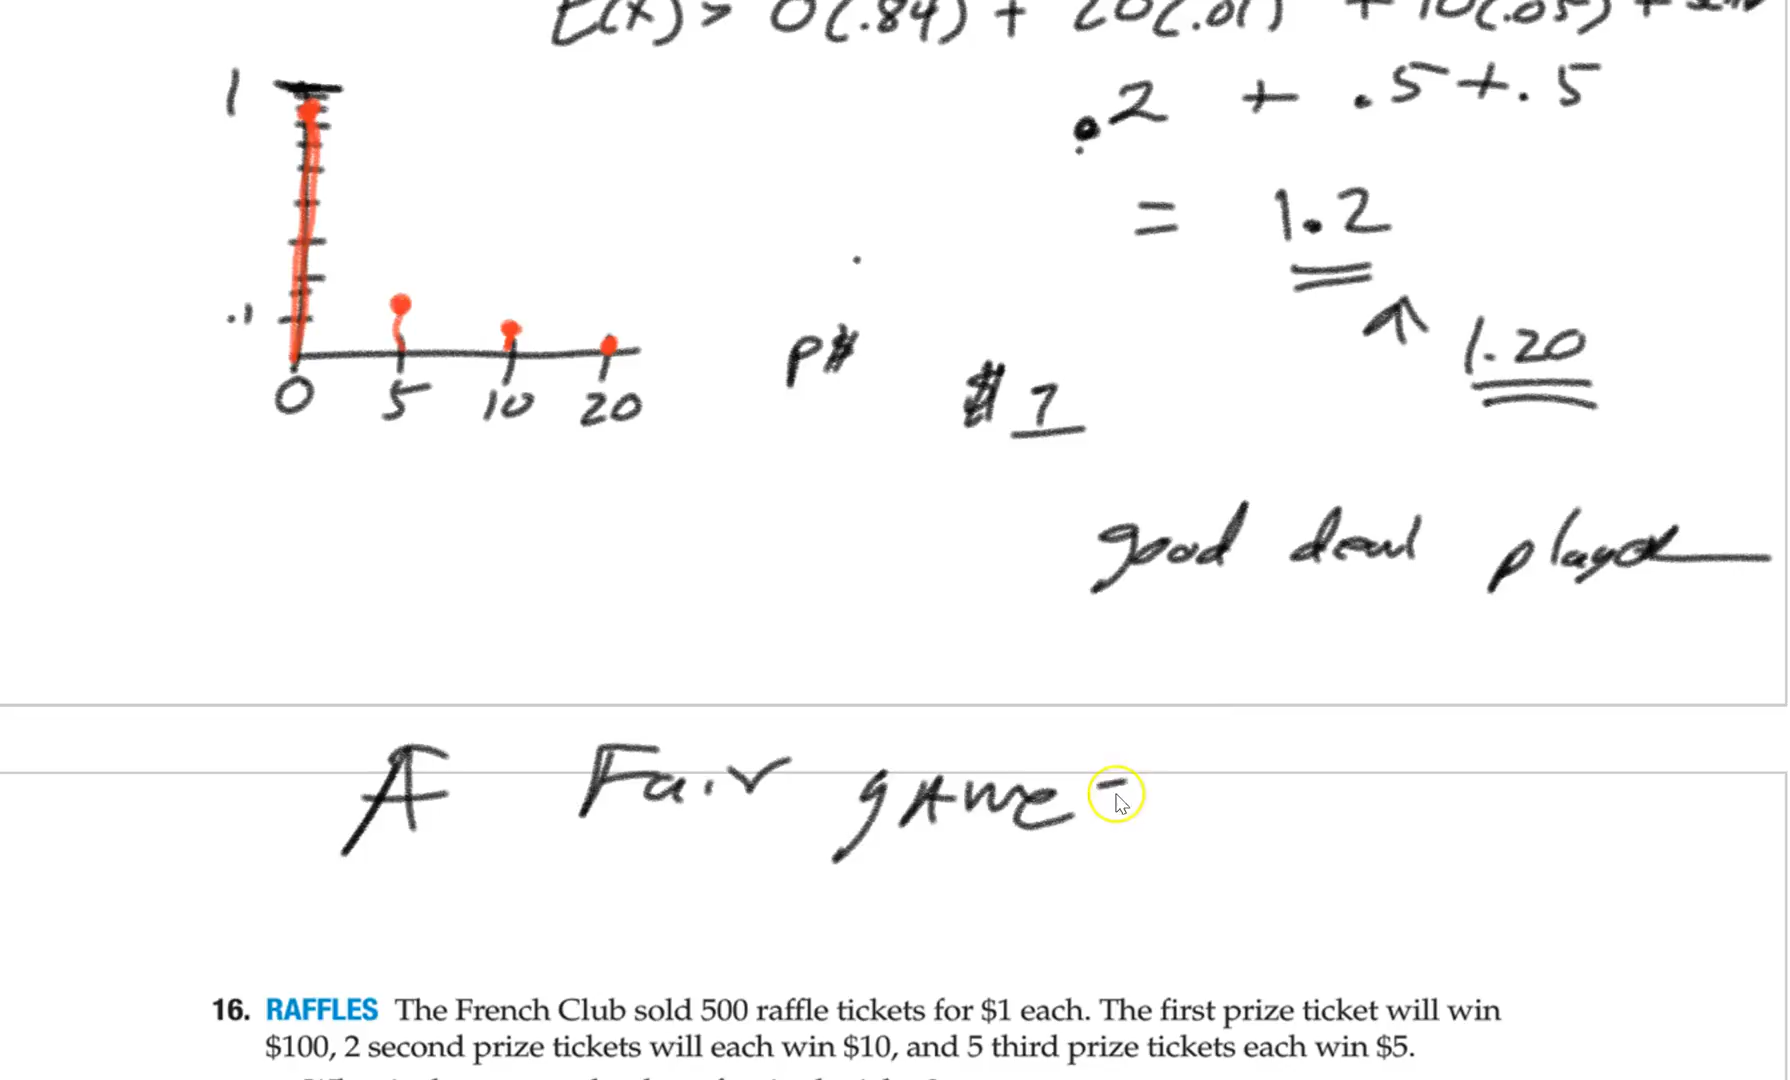 E(x) > 0(.84) + 20(.01) + 10(.05) +
.2 + .5 + .5
1
= 1.2
.1
P#
1.20
0 5 10 20
good deal player
A Fair game =
16. RAFFLES The French Club sold 500 raffle tickets for $1 each. The first prize ticket will win
$100, 2 second prize tickets will each win $10, and 5 third prize tickets each win $5.